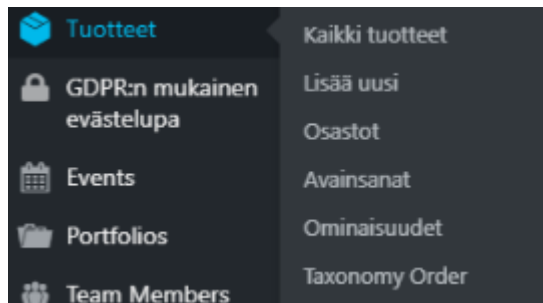 Tuotteet
GDPR:n mukainen
evästelupa
Events
Portfolios
Team Members
Kaikki tuotteet
Lisää uusi
Osastot
Avainsanat
Ominaisuudet
Taxonomy Order